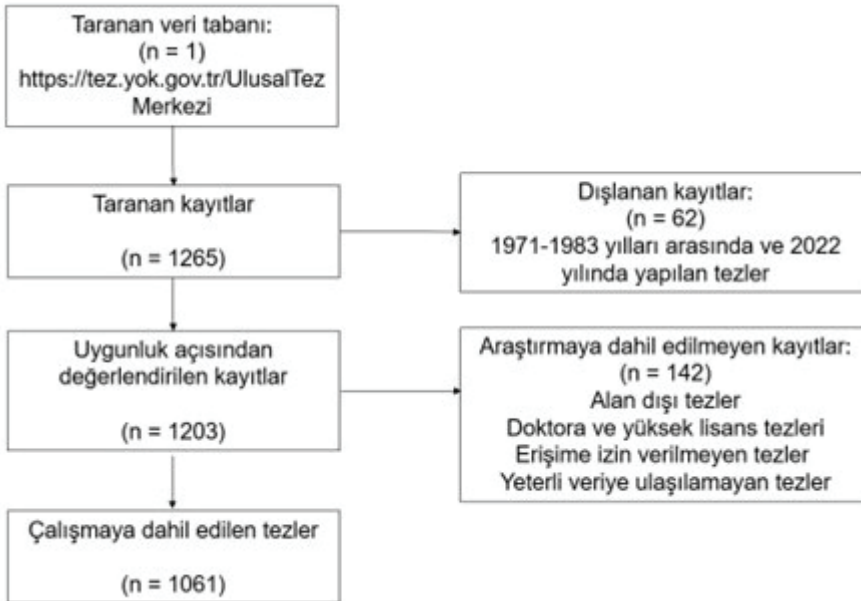 Taranan veri tabanı:
(n = 1)
https://tez.yok.gov.tr/UlusalTez
Merkezi
Taranan kayıtlar
(n = 1265)
Dışlanan kayıtlar:
(n = 62)
1971-1983 yılları arasında ve 2022
yılında yapılan tezler
Uygunluk açısından
değerlendirilen kayıtlar
(n = 1203)
Araştırmaya dahil edilmeyen kayıtlar:
(n = 142)
Alan dışı tezler
Doktora ve yüksek lisans tezleri
Erişime izin verilmeyen tezler
Yeterli veriye ulaşılamayan tezler
Çalışmaya dahil edilen tezler
(n = 1061)